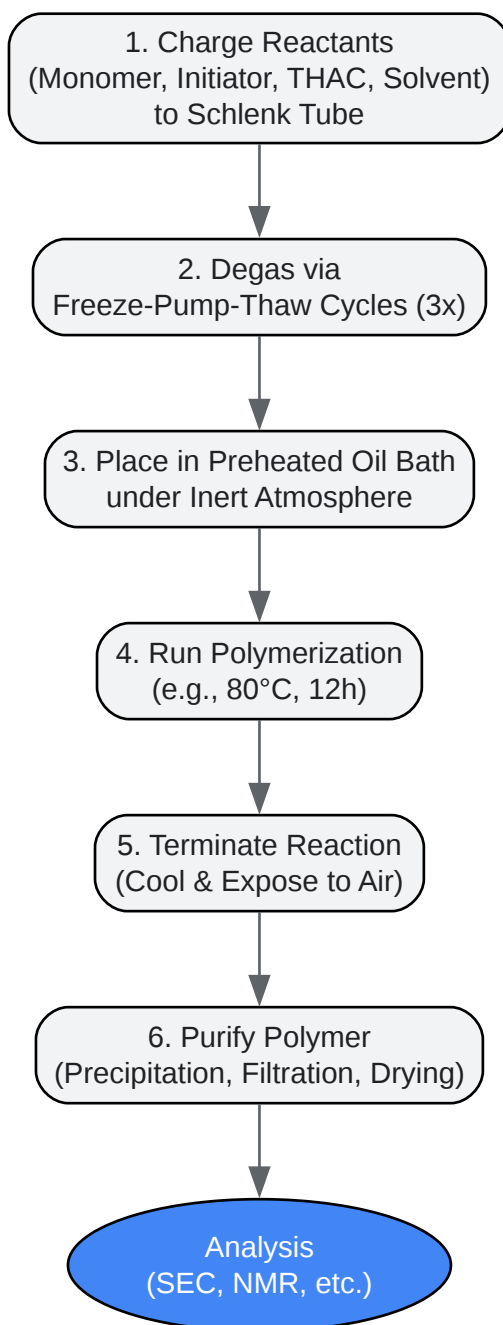 1. Charge Reactants
(Monomer, Initiator, THAC, Solvent)
to Schlenk Tube
2. Degas via
Freeze-Pump-Thaw Cycles (3x)
3. Place in Preheated Oil Bath
under Inert Atmosphere
4. Run Polymerization
(e.g., 80°C, 12h)
5. Terminate Reaction
(Cool & Expose to Air)
6. Purify Polymer
(Precipitation, Filtration, Drying)
Analysis
(SEC, NMR, etc.)